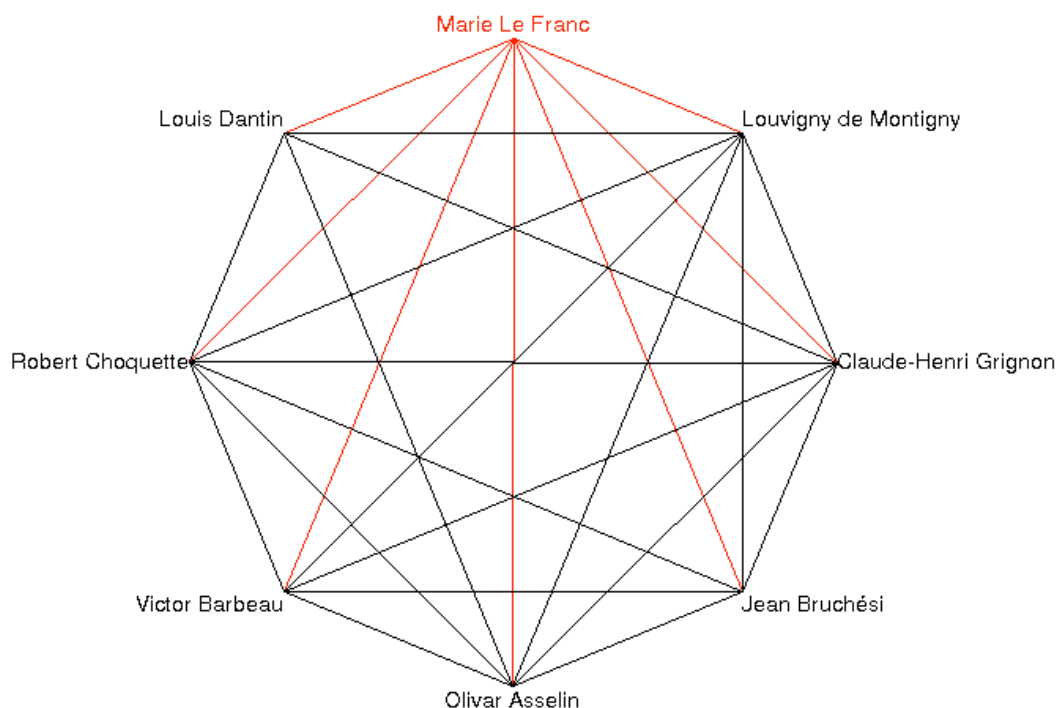 Marie Le Franc
Louis Dantin
Louvigny de Montigny
Robert Choquette
Claude-Henri Grignon
Victor Barbeau
Jean Bruchési
Olivar Asselin